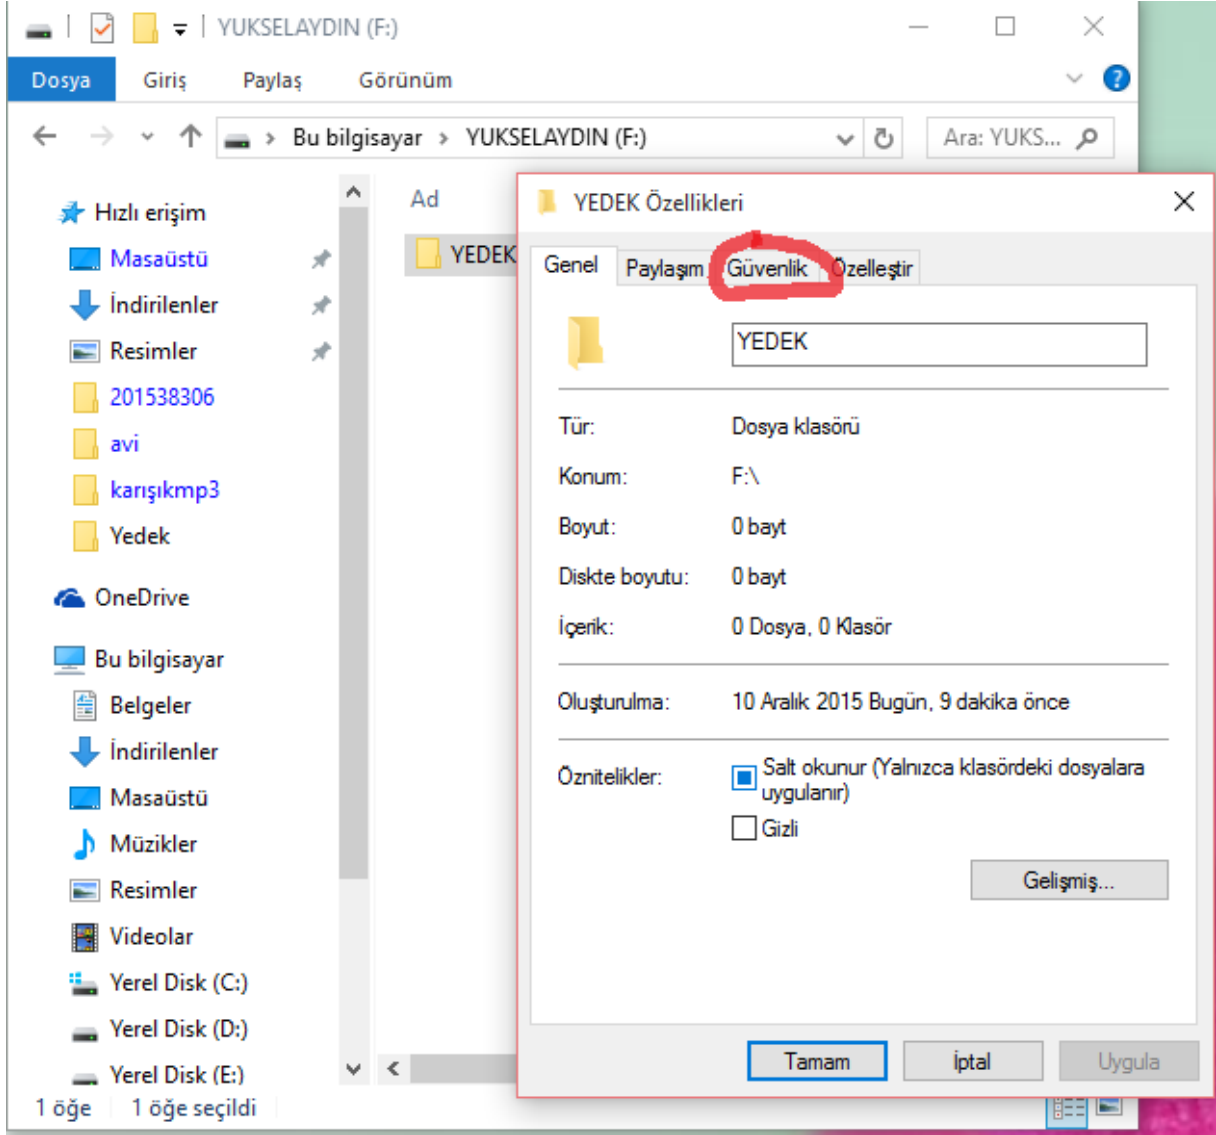 YUKSELAYDIN (F:)
Dosya Giriş Paylaş Görünüm
Bu bilgisayar > YUKSELAYDIN (F:)
Ara: YUKS...
Hızlı erişim
Masaüstü
İndirilenler
Resimler
201538306
avi
karışıkmp3
Yedek
OneDrive
Bu bilgisayar
Belgeler
İndirilenler
Masaüstü
Müzikler
Resimler
Videolar
Yerel Disk (C:)
Yerel Disk (D:)
Yerel Disk (E:)
1 öğe 1 öğe seçildi
Ad
YEDEK
YEDEK Özellikleri
Genel Paylaşım Güvenlik Özelleştir
YEDEK
Tür: Dosya klasörü
Konum: F:\
Boyut: 0 bayt
Diskte boyutu: 0 bayt
İçerik: 0 Dosya, 0 Klasör
Oluşturulma: 10 Aralık 2015 Bugün, 9 dakika önce
Öznitelikler: Salt okunur (Yalnızca klasördeki dosyalara
uygulanır)
Gizli
Gelişmiş...
Tamam İptal Uygula